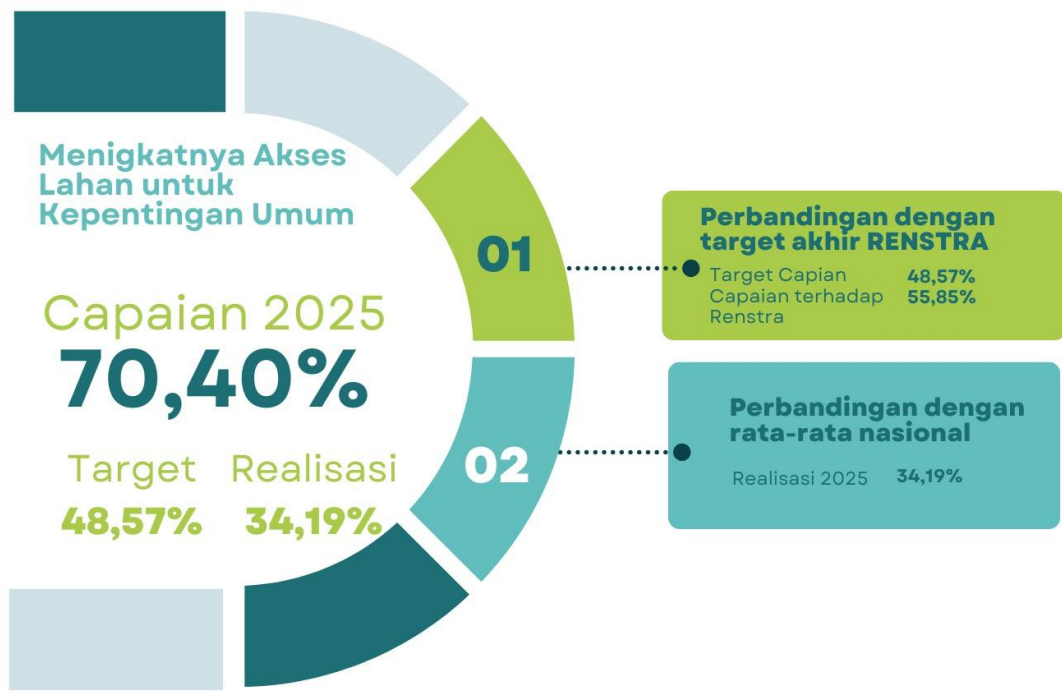 Menigkatnya Akses
Lahan untuk
Kepentingan Umum
Capaian 2025
70,40%
Target Realisasi
48,57% 34,19%
01
Perbandingan dengan
target akhir RENSTRA
Target Capian 48,57%
Capaian terhadap 55,85%
Renstra
02
Perbandingan dengan
rata-rata nasional
Realisasi 2025 34,19%